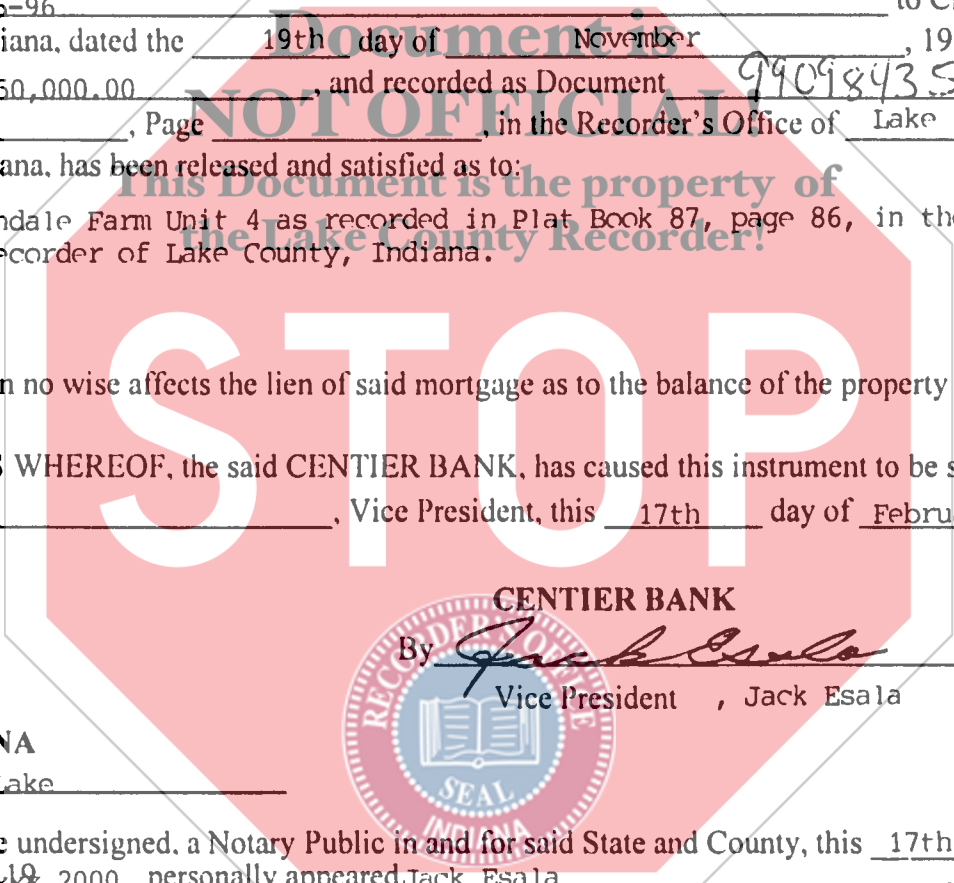 5-96 to C
iana, dated the 19th day of November, 19
50,000.00, and recorded as Document 99098435
, Page , in the Recorder's Office of Lake
ana, has been released and satisfied as to:
ndale Farm Unit 4 as recorded in Plat Book 87, page 86, in the
ecorder of Lake County, Indiana.
Document is
NOT OFFICIAL!
This Document is the property of
the Lake County Recorder!
STOP
n no wise affects the lien of said mortgage as to the balance of the property
S WHEREOF, the said CENTIER BANK, has caused this instrument to be s
, Vice President, this 17th day of Febru
CENTIER BANK
By Jack Esala
Vice President , Jack Esala
RECORDER'S OFFICE
SEAL
INDIANA
NA
Lake
e undersigned, a Notary Public in and for said State and County, this 17th
19 2000 personally appeared Jack Esala